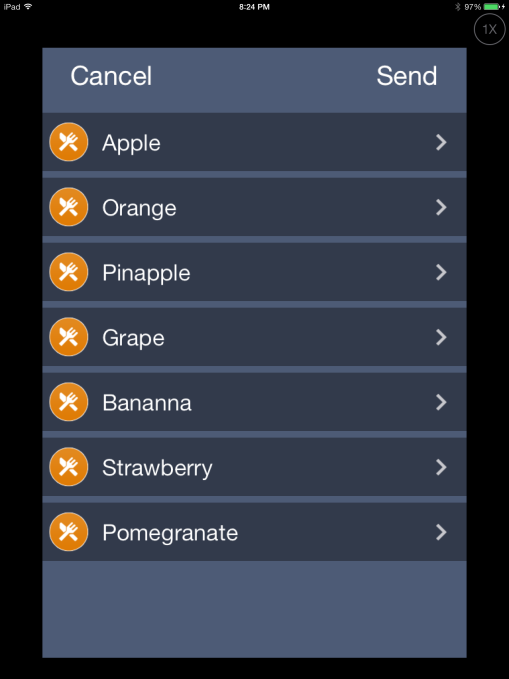 iPad 8:24 PM 97%
1X
Cancel Send
Apple
Orange
Pinapple
Grape
Bananna
Strawberry
Pomegranate